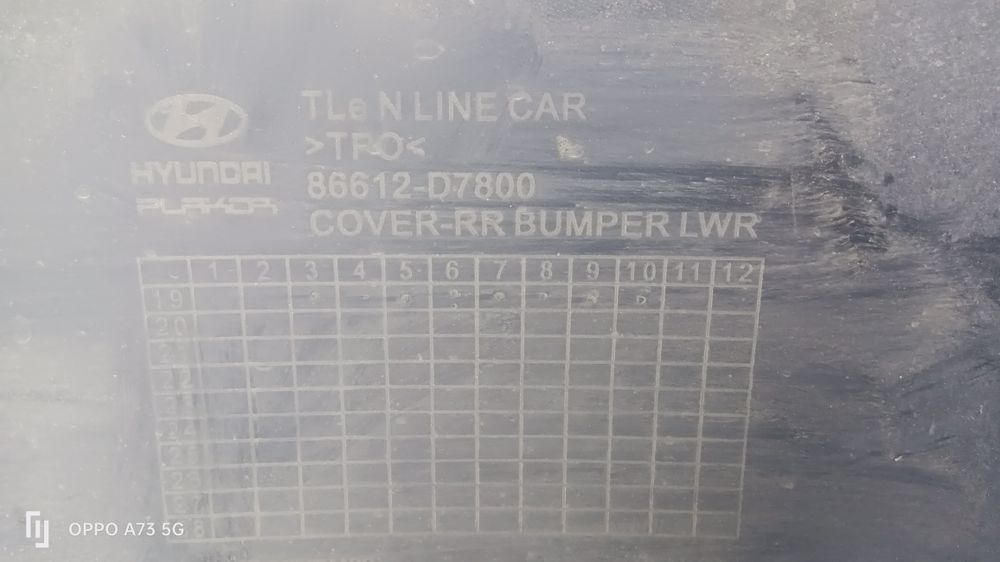 TLe N LINE CAR
HYUNDAI
>TPO<
PLAKOR
86612-D7800
COVER-RR BUMPER LWR
1 2 3 4 5 6 7 8 9 10 11 12
19
20
22
24
OPPO A73 5G